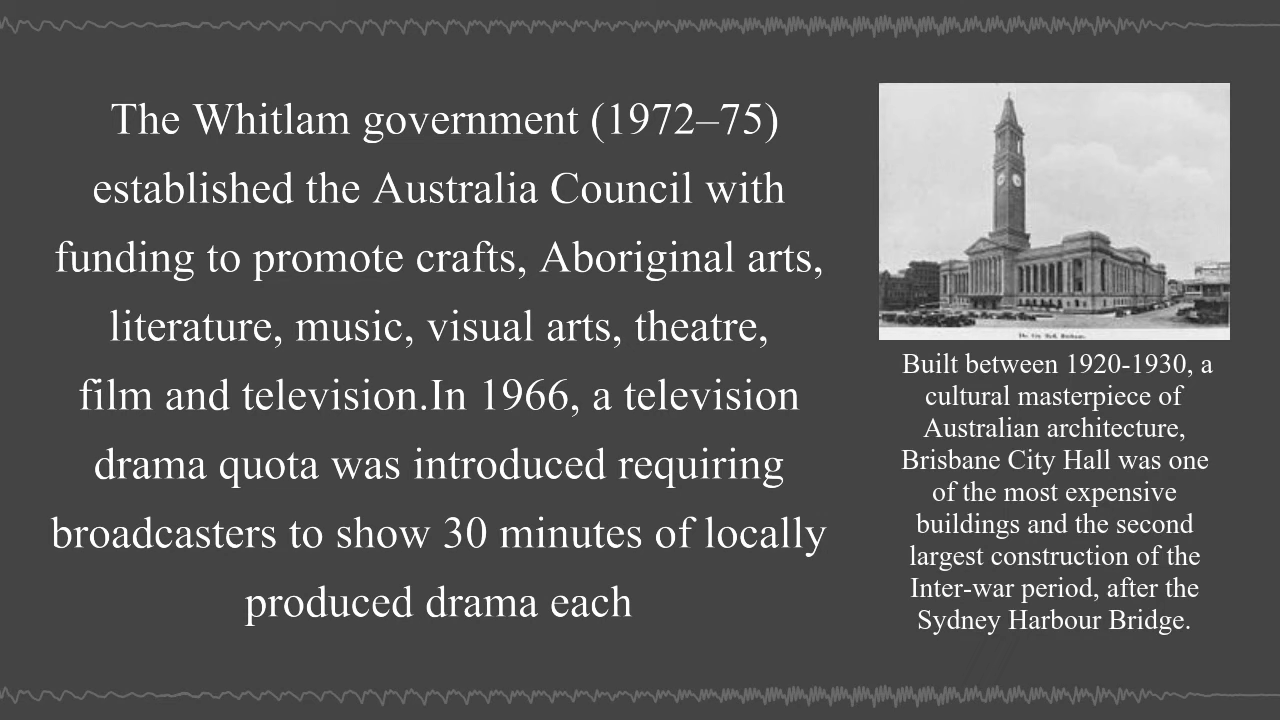 The Whitlam government (1972–75)
established the Australia Council with
funding to promote crafts, Aboriginal arts,
literature, music, visual arts, theatre,
film and television.In 1966, a television
drama quota was introduced requiring
broadcasters to show 30 minutes of locally
produced drama each
The City Hall, Brisbane.
Built between 1920-1930, a
cultural masterpiece of
Australian architecture,
Brisbane City Hall was one
of the most expensive
buildings and the second
largest construction of the
Inter-war period, after the
Sydney Harbour Bridge.